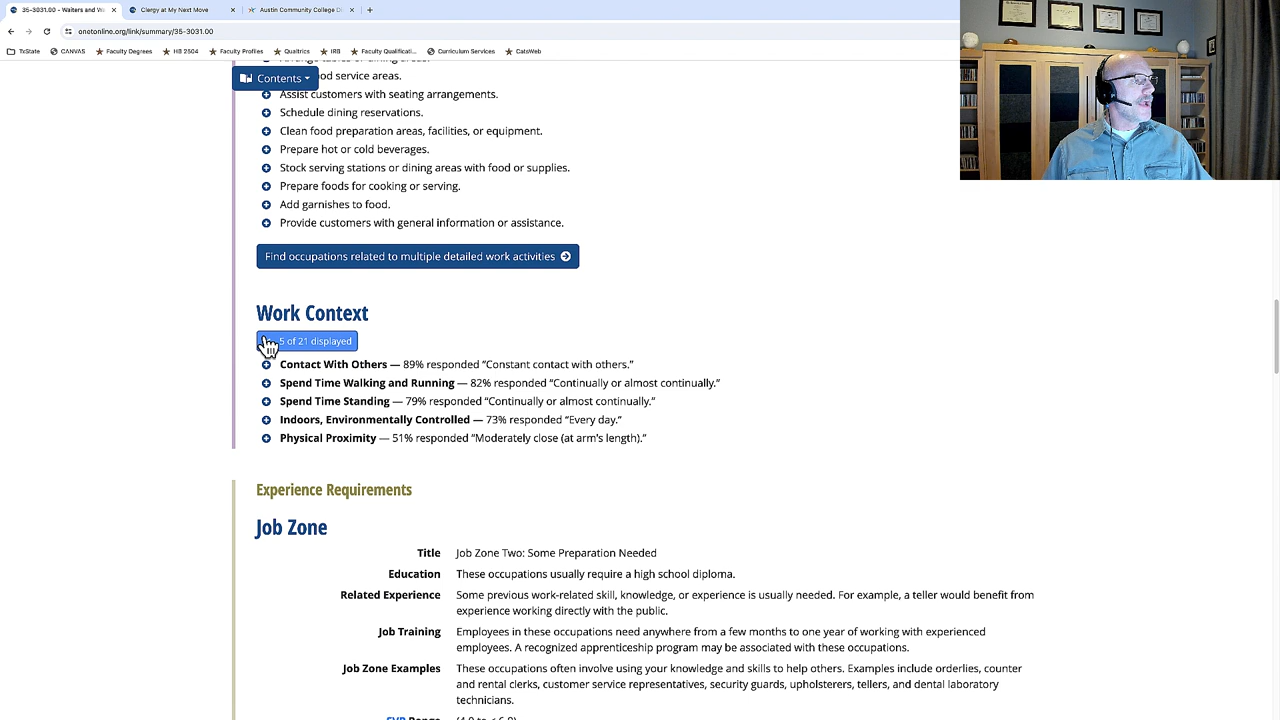 35-3031.00 - Waiters and Wa
Clergy at My Next Move
Austin Community College Di
onetonline.org/link/summary/35-3031.00
TxState
CANVAS
Faculty Degrees
HB 2504
Faculty Profiles
Qualtrics
IRB
Faculty Qualificati...
Curriculum Services
CatsWeb
Contents
food service areas.
Assist customers with seating arrangements.
Schedule dining reservations.
Clean food preparation areas, facilities, or equipment.
Prepare hot or cold beverages.
Stock serving stations or dining areas with food or supplies.
Prepare foods for cooking or serving.
Add garnishes to food.
Provide customers with general information or assistance.
Find occupations related to multiple detailed work activities
Work Context
5 of 21 displayed
Contact With Others — 89% responded “Constant contact with others.”
Spend Time Walking and Running — 82% responded “Continually or almost continually.”
Spend Time Standing — 79% responded “Continually or almost continually.”
Indoors, Environmentally Controlled — 73% responded “Every day.”
Physical Proximity — 51% responded “Moderately close (at arm's length).”
Experience Requirements
Job Zone
Title Job Zone Two: Some Preparation Needed
Education These occupations usually require a high school diploma.
Related Experience Some previous work-related skill, knowledge, or experience is usually needed. For example, a teller would benefit from
experience working directly with the public.
Job Training Employees in these occupations need anywhere from a few months to one year of working with experienced
employees. A recognized apprenticeship program may be associated with these occupations.
Job Zone Examples These occupations often involve using your knowledge and skills to help others. Examples include orderlies, counter
and rental clerks, customer service representatives, security guards, upholsterers, tellers, and dental laboratory
technicians.